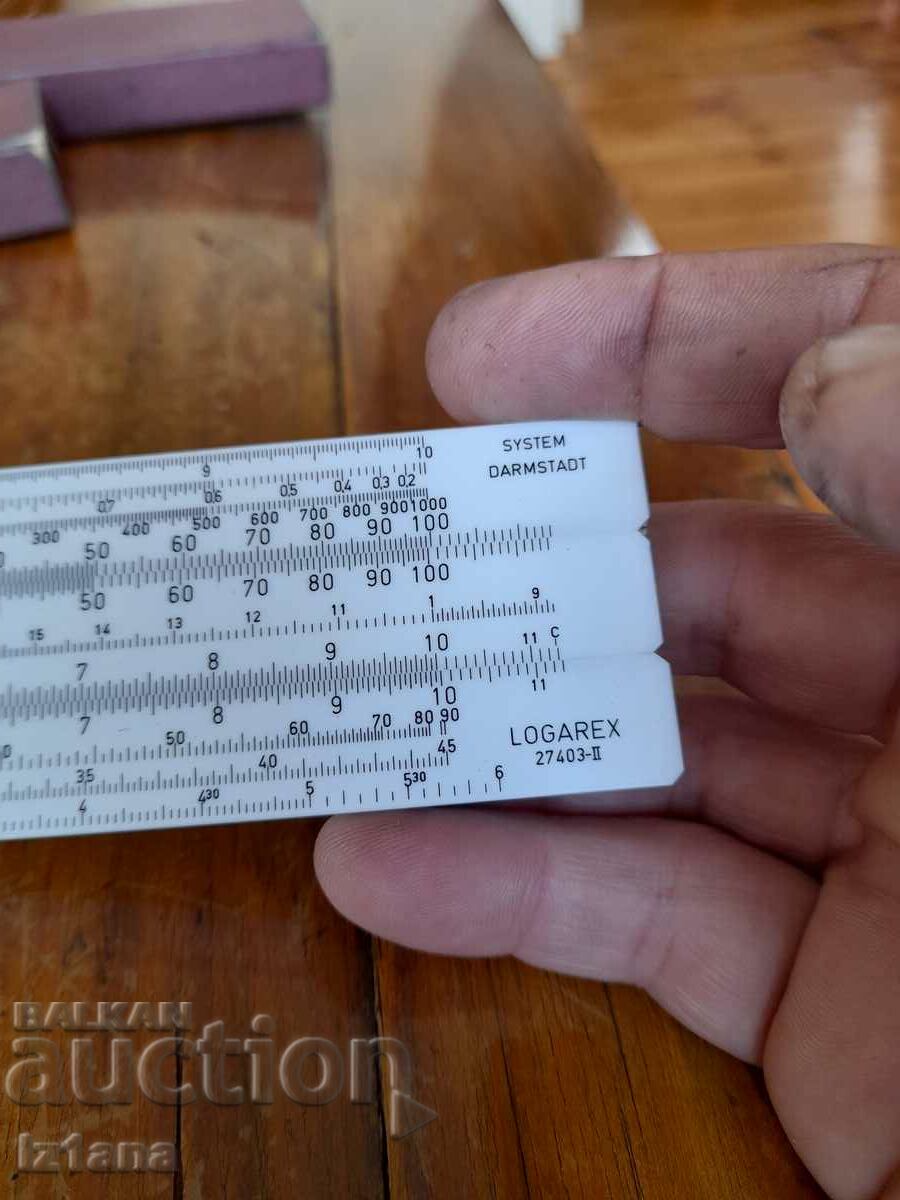 SYSTEM
DARMSTADT
9 10
0,7 0,6 0,5 0,4 0,3 0,2
300 400 500 600 700 800 900 1000
50 60 70 80 90 100
50 60 70 80 90 100
15 14 13 12 11 1 9
7 8 9 10 11 C
7 8 9 10 11
50 60 70 80 90
3,5 40 45
4 430 5 530 6
LOGAREX
27403-II
BALKAN
auction
iz1ana